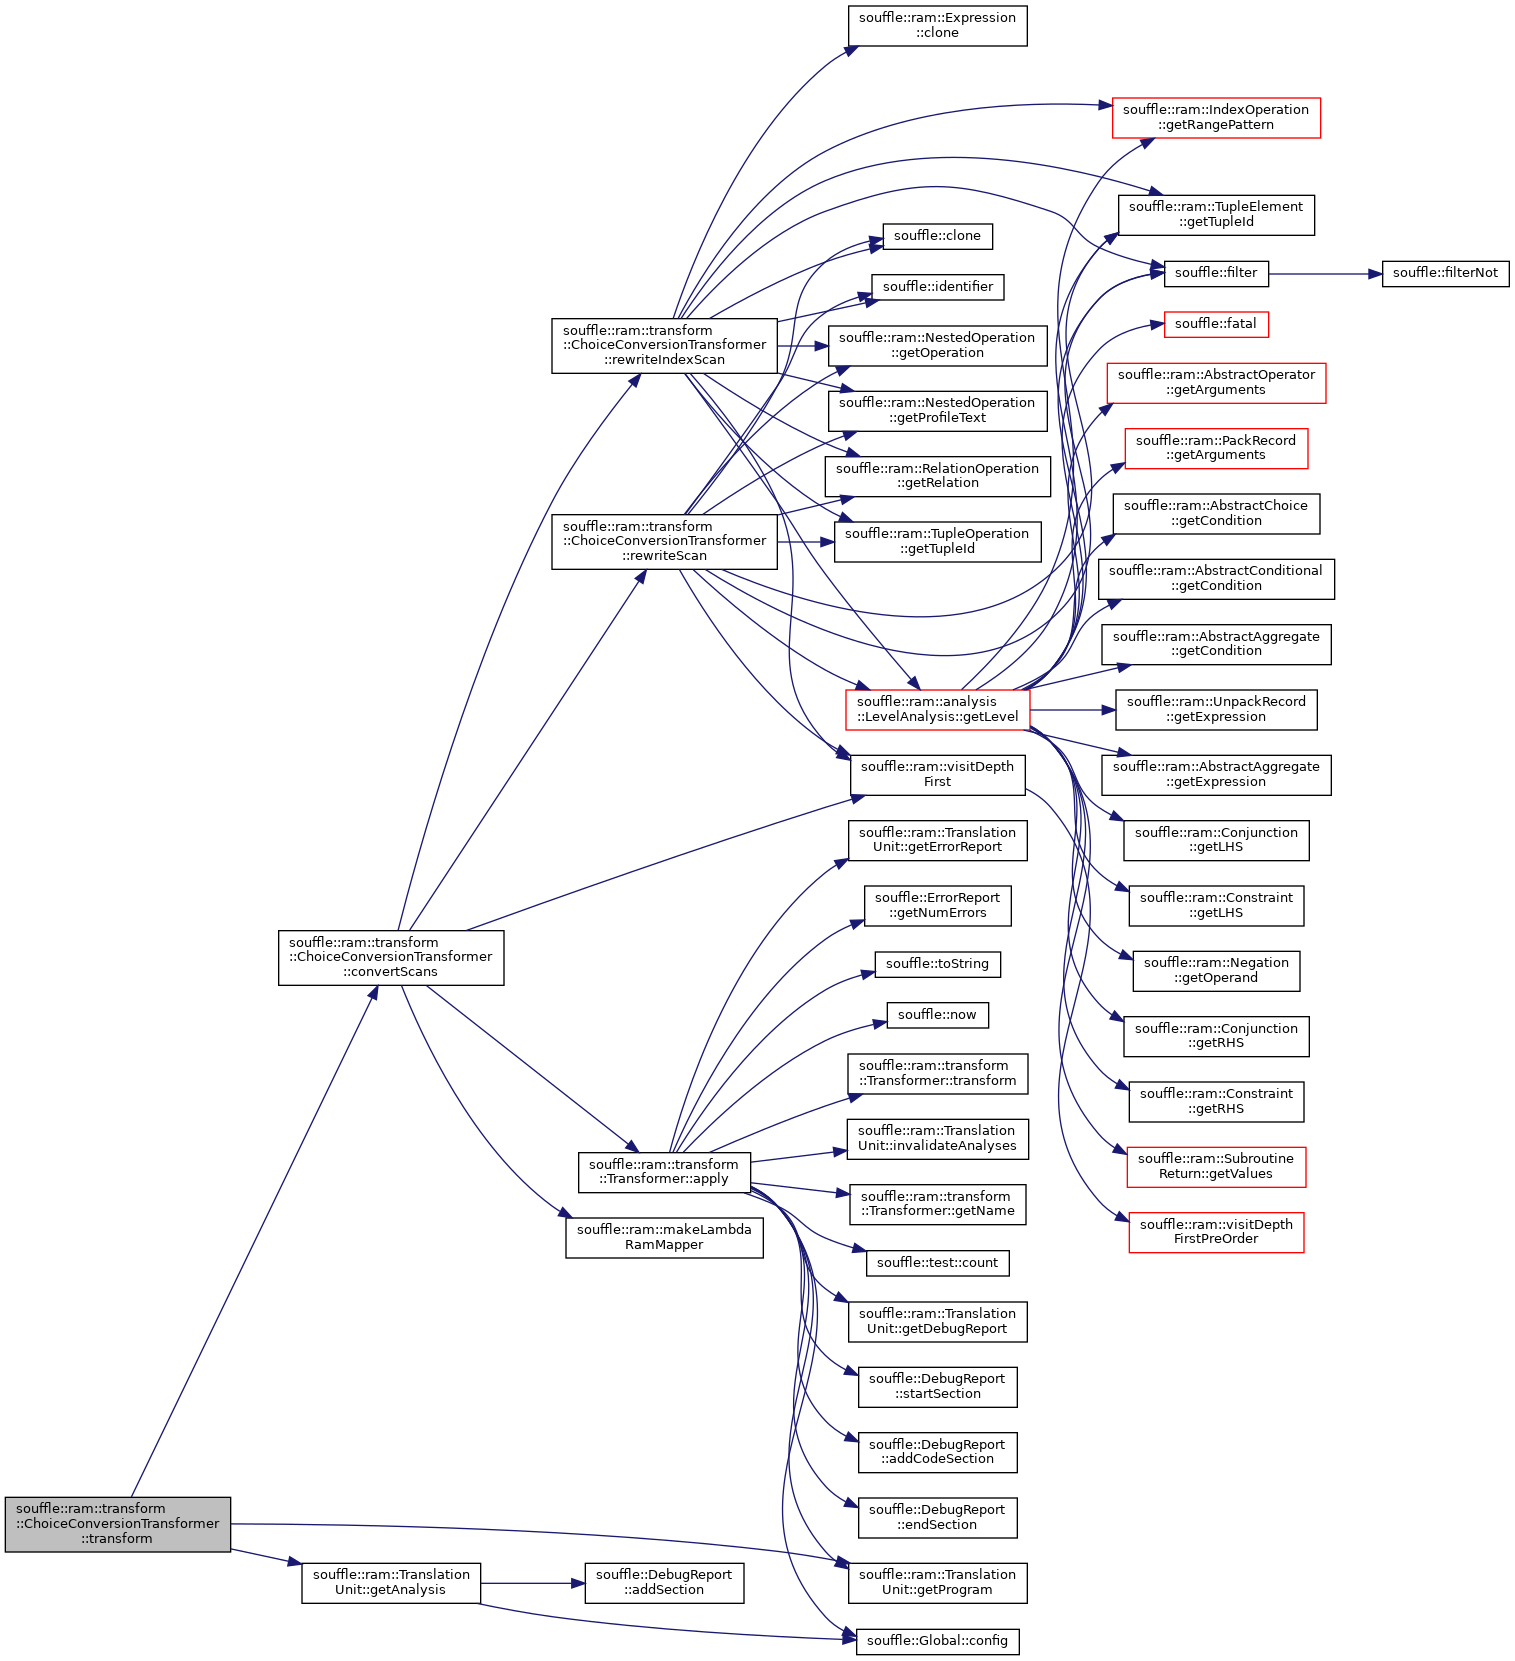 souffle::ram::Expression
::clone
souffle::ram::IndexOperation
::getRangePattern
souffle::ram::TupleElement
::getTupleId
souffle::clone
souffle::filter
souffle::filterNot
souffle::identifier
souffle::fatal
souffle::ram::transform
::ChoiceConversionTransformer
::rewriteIndexScan
souffle::ram::NestedOperation
::getOperation
souffle::ram::AbstractOperator
::getArguments
souffle::ram::NestedOperation
::getProfileText
souffle::ram::PackRecord
::getArguments
souffle::ram::RelationOperation
::getRelation
souffle::ram::AbstractChoice
::getCondition
souffle::ram::transform
::ChoiceConversionTransformer
::rewriteScan
souffle::ram::TupleOperation
::getTupleId
souffle::ram::AbstractConditional
::getCondition
souffle::ram::AbstractAggregate
::getCondition
souffle::ram::analysis
::LevelAnalysis::getLevel
souffle::ram::UnpackRecord
::getExpression
souffle::ram::visitDepth
First
souffle::ram::AbstractAggregate
::getExpression
souffle::ram::Translation
Unit::getErrorReport
souffle::ram::Conjunction
::getLHS
souffle::ErrorReport
::getNumErrors
souffle::ram::Constraint
::getLHS
souffle::ram::transform
::ChoiceConversionTransformer
::convertScans
souffle::toString
souffle::ram::Negation
::getOperand
souffle::now
souffle::ram::Conjunction
::getRHS
souffle::ram::transform
::Transformer::transform
souffle::ram::Constraint
::getRHS
souffle::ram::Translation
Unit::invalidateAnalyses
souffle::ram::transform
::Transformer::apply
souffle::ram::Subroutine
Return::getValues
souffle::ram::transform
::Transformer::getName
souffle::ram::makeLambda
RamMapper
souffle::ram::visitDepth
FirstPreOrder
souffle::test::count
souffle::ram::Translation
Unit::getDebugReport
souffle::DebugReport
::startSection
souffle::DebugReport
::addCodeSection
souffle::ram::transform
::ChoiceConversionTransformer
::transform
souffle::DebugReport
::endSection
souffle::ram::Translation
Unit::getAnalysis
souffle::DebugReport
::addSection
souffle::ram::Translation
Unit::getProgram
souffle::Global::config